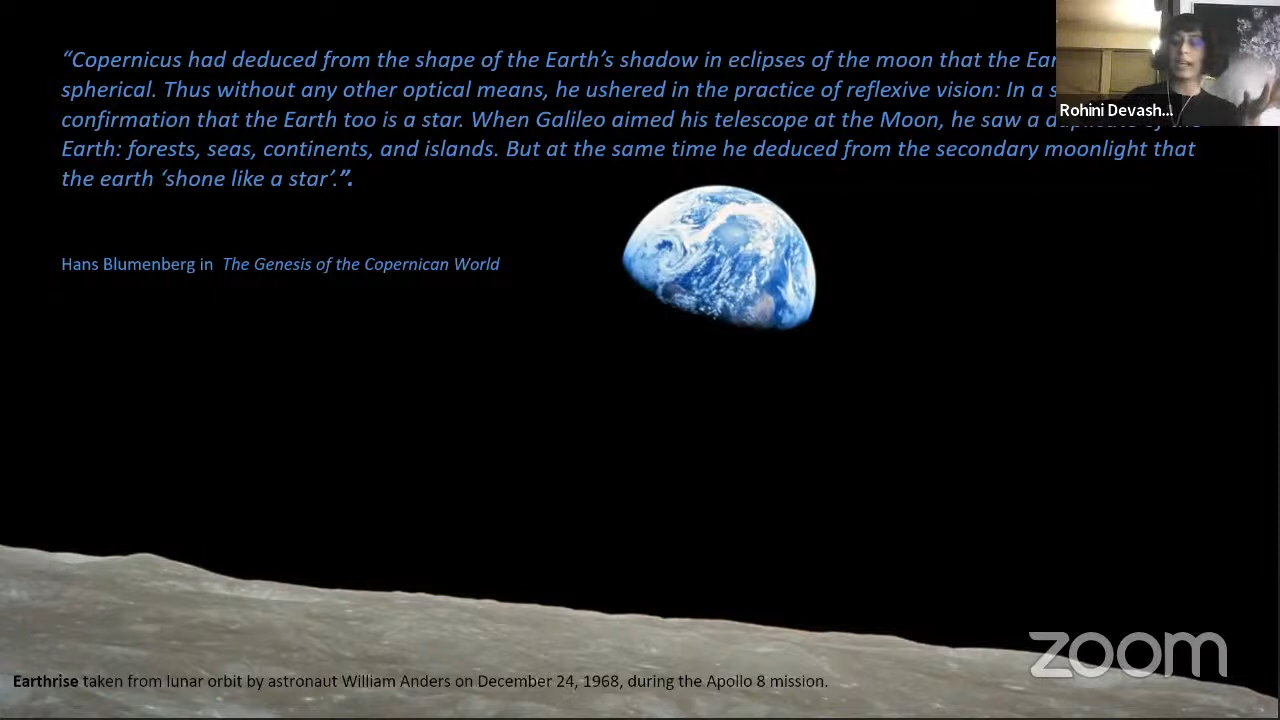 “Copernicus had deduced from the shape of the Earth’s shadow in eclipses of the moon that the
spherical. Thus without any other optical means, he ushered in the practice of reflexive vision: In a
confirmation that the Earth too is a star. When Galileo aimed his telescope at the Moon, he saw a
Earth: forests, seas, continents, and islands. But at the same time he deduced from the secondary moonlight that
the earth ‘shone like a star’.”.
Rohini Devash...
Hans Blumenberg in The Genesis of the Copernican World
zoom
Earthrise taken from lunar orbit by astronaut William Anders on December 24, 1968, during the Apollo 8 mission.